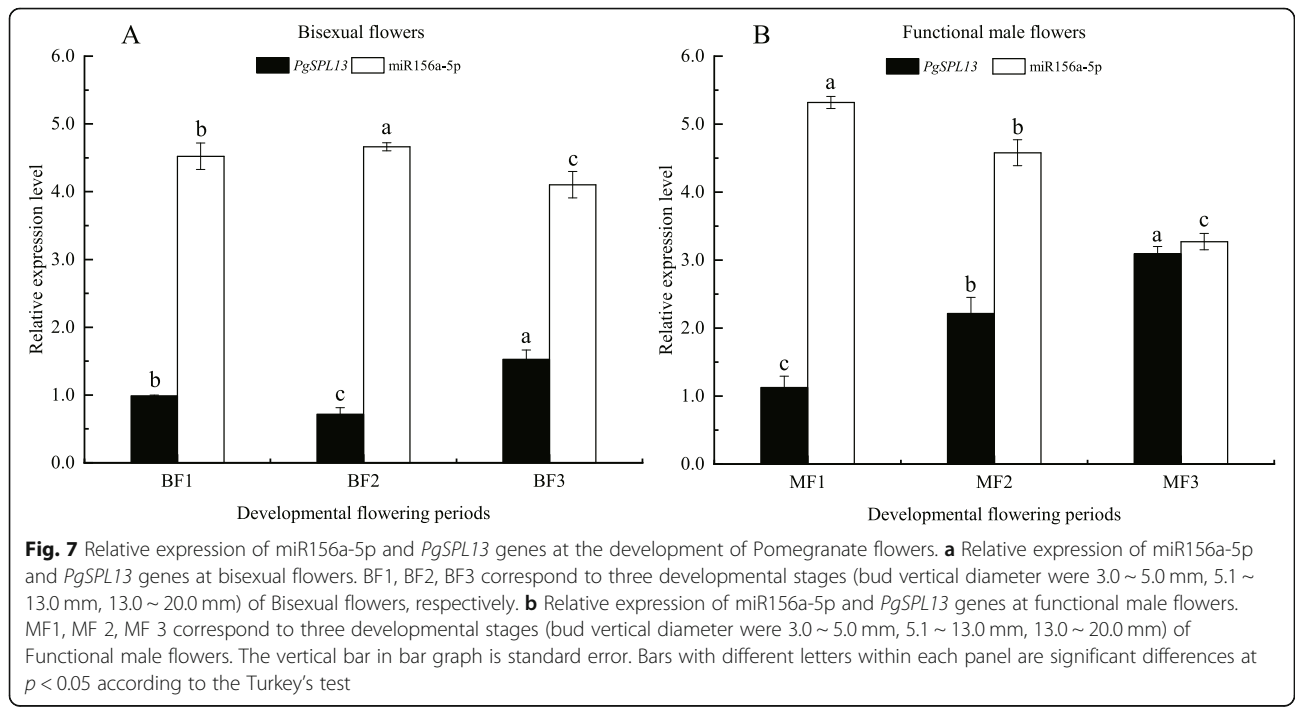 A
Bisexual flowers
PgSPL13 miR156a-5p
6.0
5.0
4.0
3.0
2.0
1.0
0.0
Relative expression level
b
b
a
c
c
a
BF1 BF2 BF3
Developmental flowering periods
B
Functional male flowers
PgSPL13 miR156a-5p
6.0
5.0
4.0
3.0
2.0
1.0
0.0
Relative expression level
a
c
b
b
a
c
MF1 MF2 MF3
Developmental flowering periods
Fig. 7 Relative expression of miR156a-5p and PgSPL13 genes at the development of Pomegranate flowers. a Relative expression of miR156a-5p
and PgSPL13 genes at bisexual flowers. BF1, BF2, BF3 correspond to three developmental stages (bud vertical diameter were 3.0 ~ 5.0 mm, 5.1 ~
13.0 mm, 13.0 ~ 20.0 mm) of Bisexual flowers, respectively. b Relative expression of miR156a-5p and PgSPL13 genes at functional male flowers.
MF1, MF 2, MF 3 correspond to three developmental stages (bud vertical diameter were 3.0 ~ 5.0 mm, 5.1 ~ 13.0 mm, 13.0 ~ 20.0 mm) of
Functional male flowers. The vertical bar in bar graph is standard error. Bars with different letters within each panel are significant differences at
p < 0.05 according to the Turkey's test